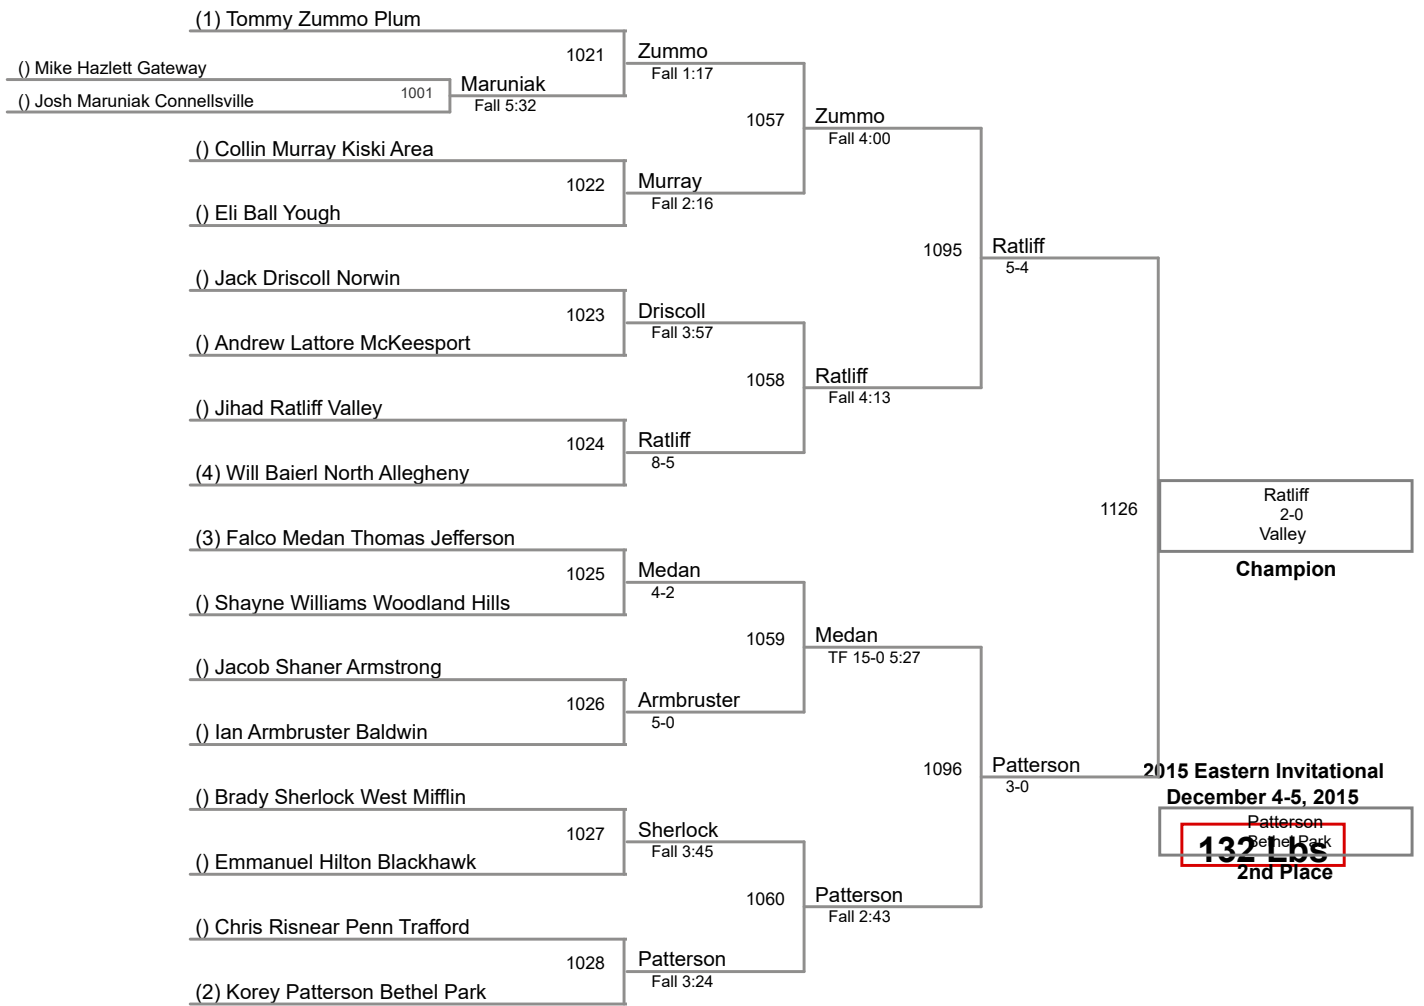 (1) Tommy Zummo Plum
1021
Zummo
Fall 1:17
() Mike Hazlett Gateway
1001
Maruniak
Fall 5:32
() Josh Maruniak Connellsville
1057
Zummo
Fall 4:00
() Collin Murray Kiski Area
1022
Murray
Fall 2:16
() Eli Ball Yough
1095
Ratliff
5-4
() Jack Driscoll Norwin
1023
Driscoll
Fall 3:57
() Andrew Lattore McKeesport
1058
Ratliff
Fall 4:13
() Jihad Ratliff Valley
1024
Ratliff
8-5
(4) Will Baierl North Allegheny
1126
Ratliff
2-0
Valley
Champion
(3) Falco Medan Thomas Jefferson
1025
Medan
4-2
() Shayne Williams Woodland Hills
1059
Medan
TF 15-0 5:27
() Jacob Shaner Armstrong
1026
Armbruster
5-0
() Ian Armbruster Baldwin
1096
Patterson
3-0
2015 Eastern Invitational
December 4-5, 2015
Patterson
Bethel Park
132 Lbs
2nd Place
() Brady Sherlock West Mifflin
1027
Sherlock
Fall 3:45
() Emmanuel Hilton Blackhawk
1060
Patterson
Fall 2:43
() Chris Risnear Penn Trafford
1028
Patterson
Fall 3:24
(2) Korey Patterson Bethel Park